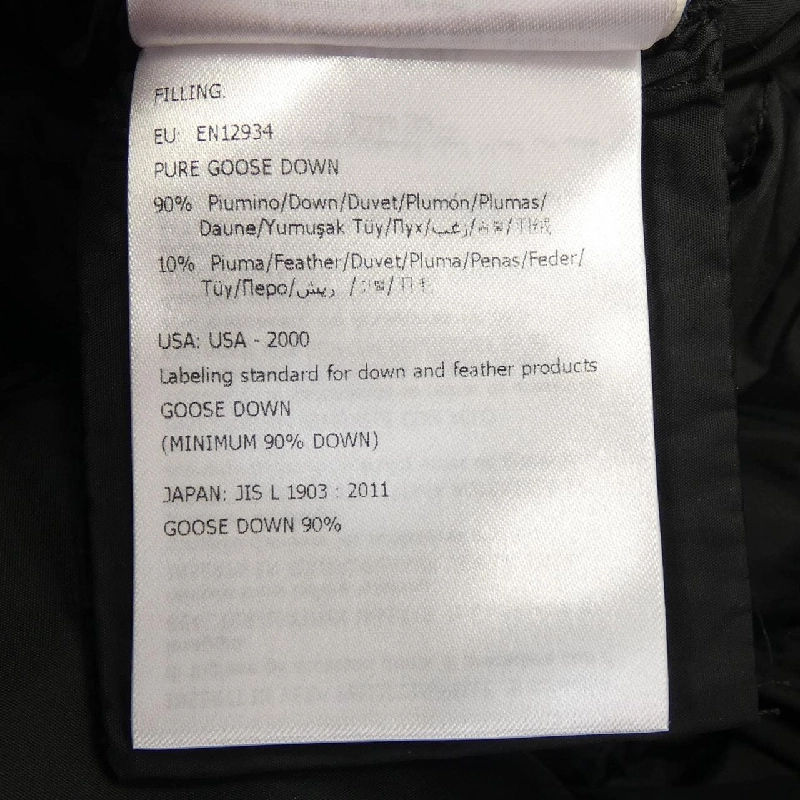 FILLING.
EU: EN12934
PURE GOOSE DOWN
90% Piumino/Down/Duvet/Plumón/Plumas/
Daune/Yumuşak Tüy/Пух/زغب/
10% Piuma/Feather/Duvet/Pluma/Penas/Feder/
Tüy/Перо/ريش /
USA: USA - 2000
Labeling standard for down and feather products
GOOSE DOWN
(MINIMUM 90% DOWN)
JAPAN: JIS L 1903 : 2011
GOOSE DOWN 90%